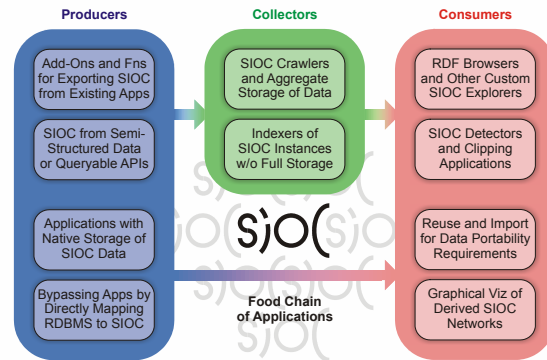 Producers
Collectors
Consumers
Add-Ons and Fns
for Exporting SIOC
from Existing Apps
SIOC from Semi-
Structured Data
or Queryable APIs
Applications with
Native Storage of
SIOC Data
Bypassing Apps by
Directly Mapping
RDBMS to SIOC
SIOC Crawlers
and Aggregate
Storage of Data
Indexers of
SIOC Instances
w/o Full Storage
sioc
Food Chain
of Applications
RDF Browsers
and Other Custom
SIOC Explorers
SIOC Detectors
and Clipping
Applications
Reuse and Import
for Data Portability
Requirements
Graphical Viz of
Derived SIOC
Networks